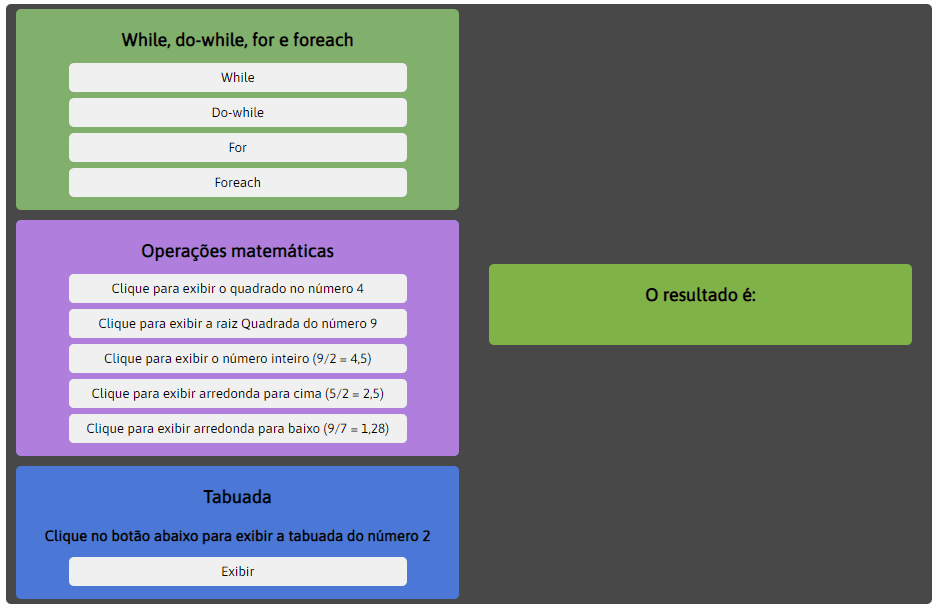 While, do-while, for e foreach
While
Do-while
For
Foreach
Operações matemáticas
Clique para exibir o quadrado no número 4
Clique para exibir a raiz Quadrada do número 9
Clique para exibir o número inteiro (9/2 = 4,5)
Clique para exibir arredonda para cima (5/2 = 2,5)
Clique para exibir arredonda para baixo (9/7 = 1,28)
Tabuada
Clique no botão abaixo para exibir a tabuada do número 2
Exibir
O resultado é: